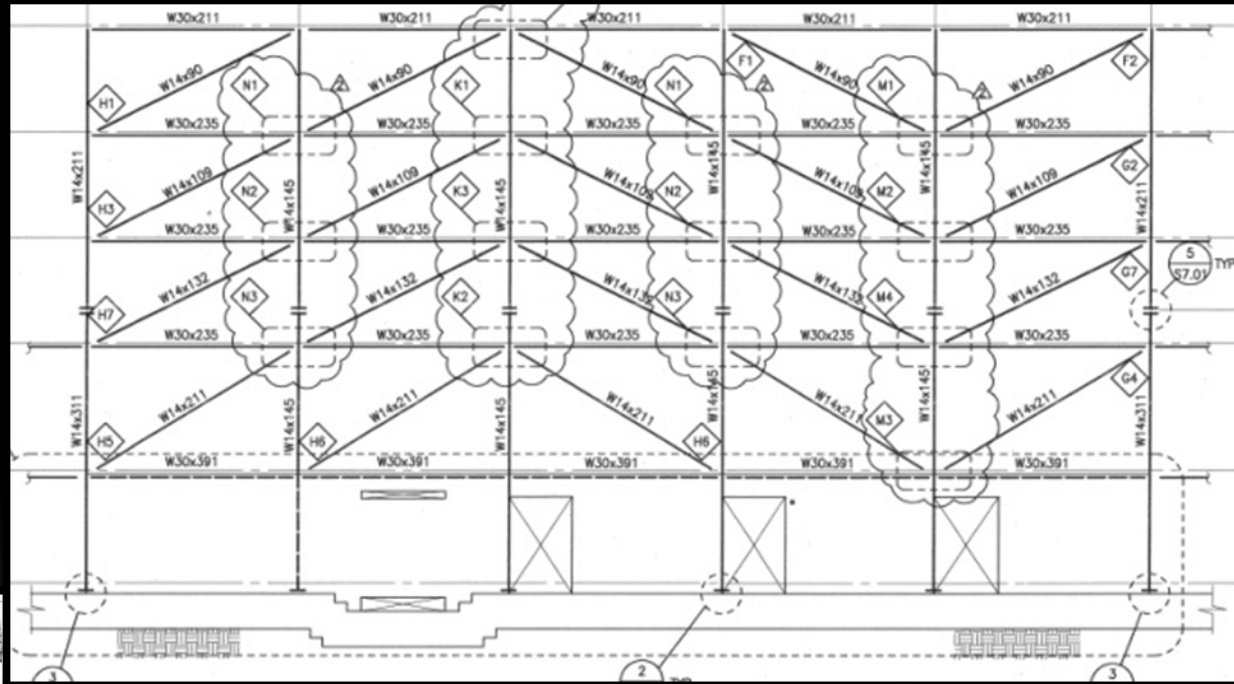 W30x211 W30x211 W30x211 W30x211 W30x211
W14x90 N1 W14x90 K1 W14x90 N1 F1 W14x90 M1 W14x90 F2
H1 2 2 2
W30x235 W30x235 W30x235 W30x235 W30x235
W14x211 W14x145 W14x145 W14x145 W14x211
W14x109 N2 W14x109 K3 W14x109 N2 W14x109 M2 W14x109 G2
H3
W30x235 W30x235 W30x235 W30x235 W30x235
5
S7.01 TYP
W14x132 N3 W14x132 K2 W14x132 N3 W14x132 M4 W14x132 G7
H7
W30x235 W30x235 W30x235 W30x235 W30x235
W14x311 W14x145 W14x145 W14x145 W14x145 W14x311
W14x211 W14x211 W14x211 W14x211 M3 W14x211 G4
H5 H6 H6
W30x391 W30x391 W30x391 W30x391 W30x391
3 2 3